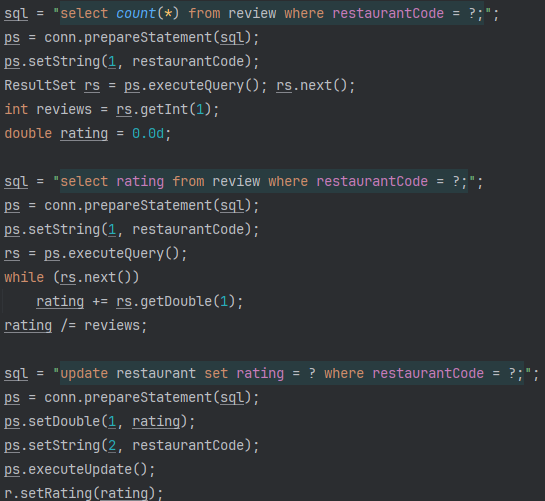 sql = "select count(*) from review where restaurantCode = ?;";
ps = conn.prepareStatement(sql);
ps.setString(1, restaurantCode);
ResultSet rs = ps.executeQuery(); rs.next();
int reviews = rs.getInt(1);
double rating = 0.0d;

sql = "select rating from review where restaurantCode = ?;";
ps = conn.prepareStatement(sql);
ps.setString(1, restaurantCode);
rs = ps.executeQuery();
while (rs.next())
    rating += rs.getDouble(1);
rating /= reviews;

sql = "update restaurant set rating = ? where restaurantCode = ?;";
ps = conn.prepareStatement(sql);
ps.setDouble(1, rating);
ps.setString(2, restaurantCode);
ps.executeUpdate();
r.setRating(rating);